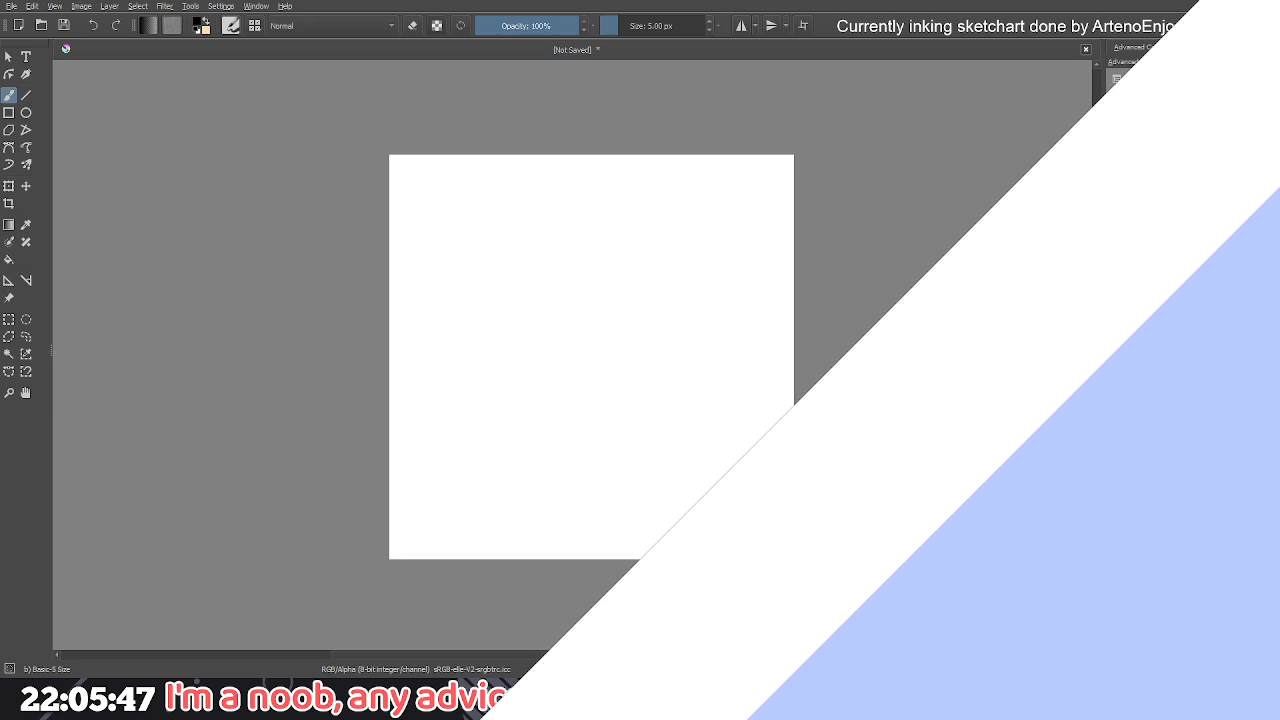 File Edit View Image Layer Select Filter Tools Settings Window Help
Normal Opacity: 100% Size: 5.00 px
Currently inking sketchart done by ArtenoEnjo
[Not Saved]
Advanced
Advanced
T
b) Basic-5 Size
RGB/Alpha (8-bit integer/channel) sRGB-elle-V2-srgbtrc.icc
22:05:47 I'm a noob, any advic